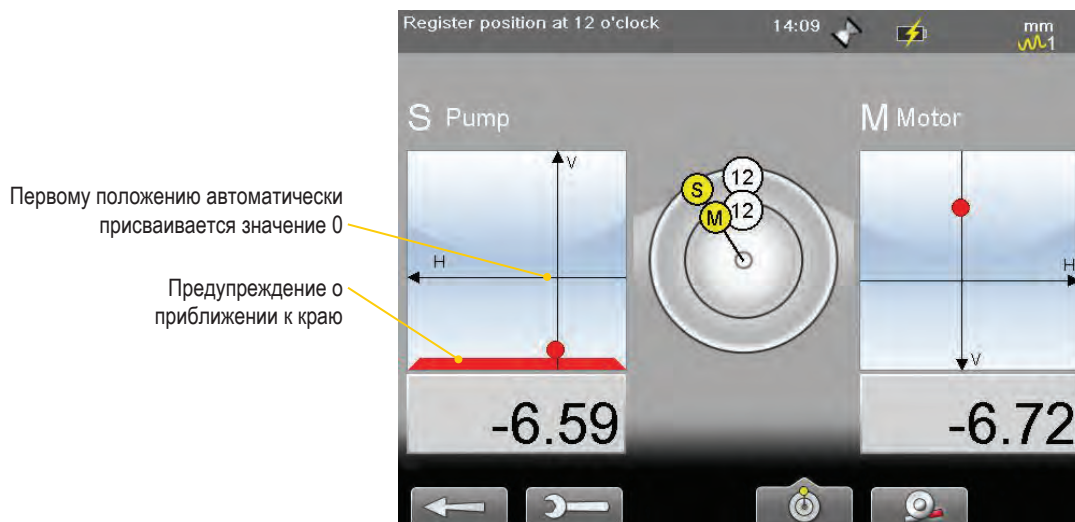 Register position at 12 o'clock
14:09
mm
1
S Pump
M Motor
Первому положению автоматически
присваивается значение 0
Предупреждение о
приближении к краю
V
H
S
12
M
12
H
V
-6.59
-6.72